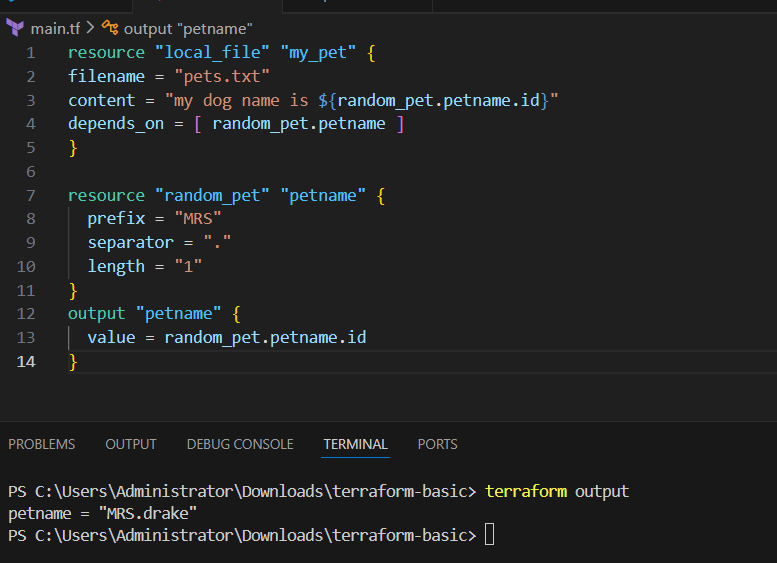 main.tf > output "petname"
1 resource "local_file" "my_pet" {
2 filename = "pets.txt"
3 content = "my dog name is ${random_pet.petname.id}"
4 depends_on = [ random_pet.petname ]
5 }
6
7 resource "random_pet" "petname" {
8 prefix = "MRS"
9 separator = "."
10 length = "1"
11 }
12 output "petname" {
13 value = random_pet.petname.id
14 }
PROBLEMS OUTPUT DEBUG CONSOLE TERMINAL PORTS
PS C:\Users\Administrator\Downloads\terraform-basic> terraform output
petname = "MRS.drake"
PS C:\Users\Administrator\Downloads\terraform-basic>